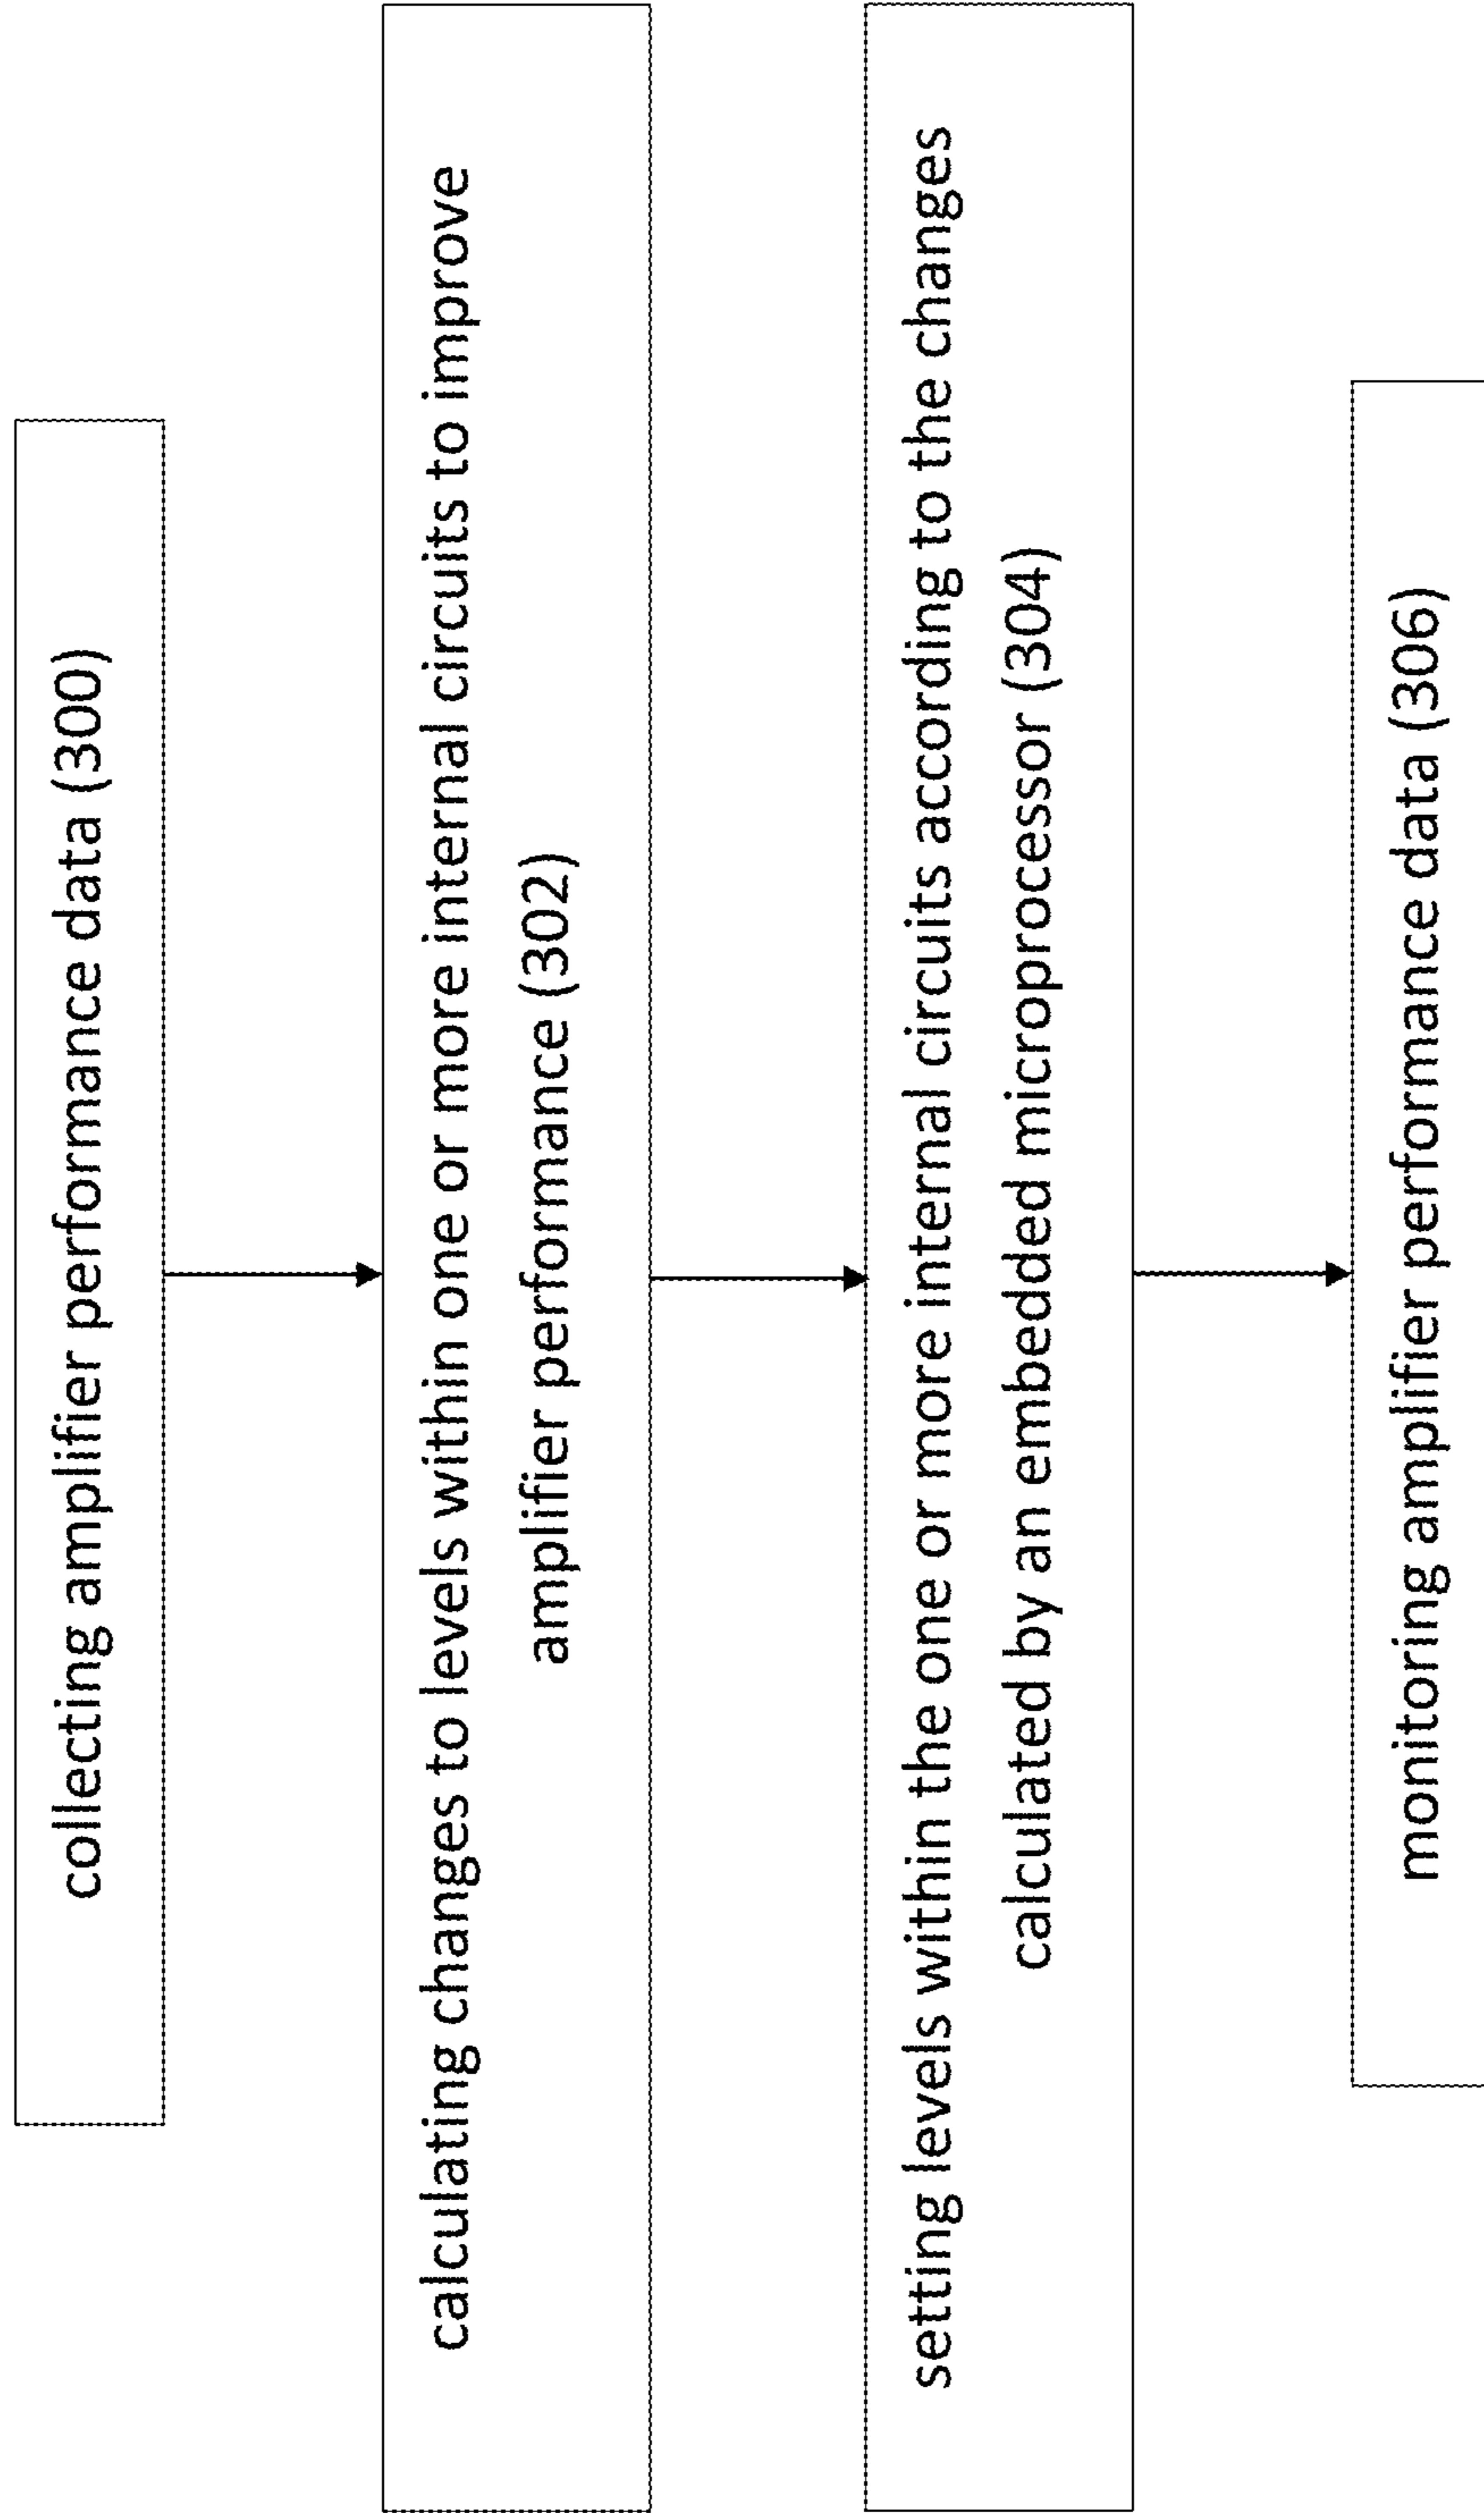 collecting amplifier performance data (300)
calculating changes to levels within one or more internal circuits to improve
amplifier performance (302)
setting levels within the one or more internal circuits according to the changes
calculated by an embedded microprocessor (304)
monitoring amplifier performance data (306)